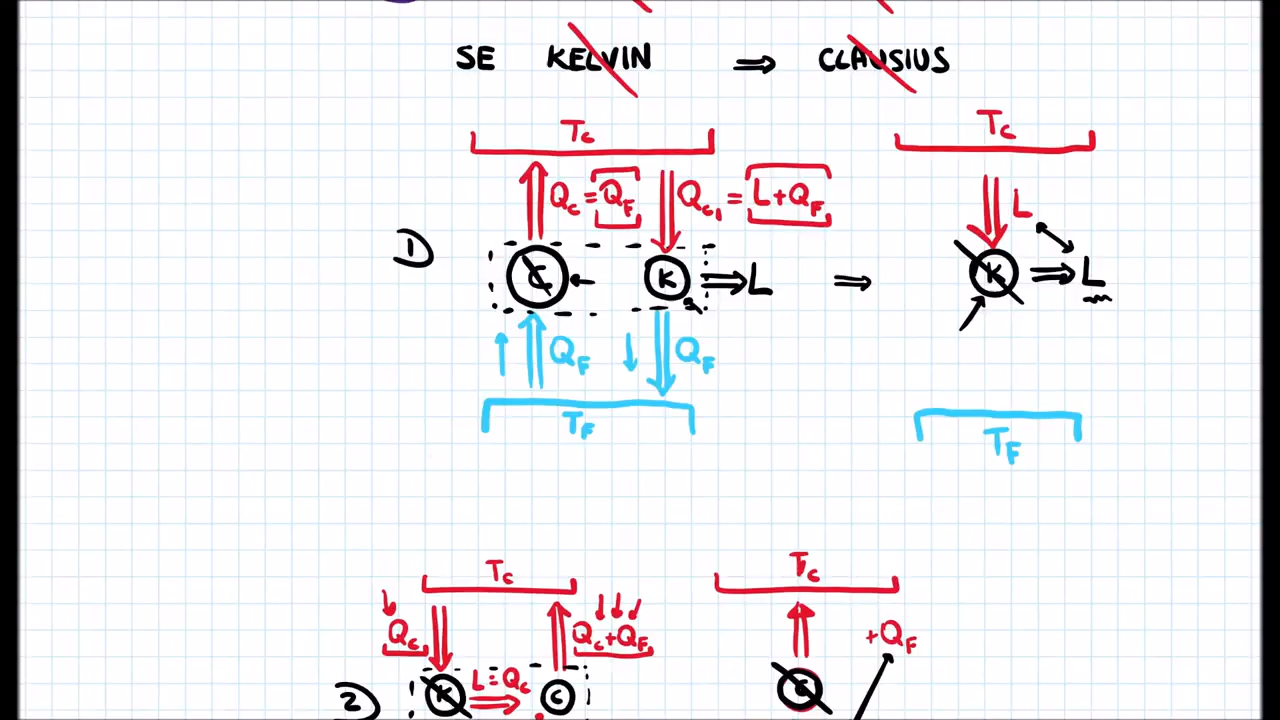 SE KELVIN ⇒ CLAUSIUS
Tc Tc
Qc = QF Qc1 = L+QF L
1) C K ⇒ L ⇒ K ⇒ L
QF QF
TF TF
Tc Tc
Qc Qc+QF +QF
2) K L≡Qc C C